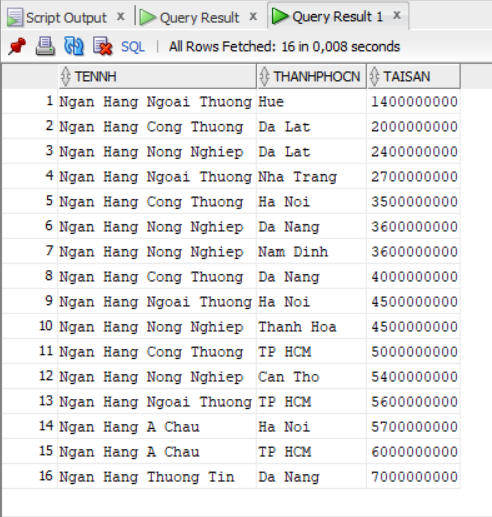 Script Output x Query Result x Query Result 1 x
SQL | All Rows Fetched: 16 in 0,008 seconds
TENNH THANHPHOCN TAISAN
1 Ngan Hang Ngoai Thuong Hue 1400000000
2 Ngan Hang Cong Thuong Da Lat 2000000000
3 Ngan Hang Nong Nghiep Da Lat 2400000000
4 Ngan Hang Ngoai Thuong Nha Trang 2700000000
5 Ngan Hang Cong Thuong Ha Noi 3500000000
6 Ngan Hang Nong Nghiep Da Nang 3600000000
7 Ngan Hang Nong Nghiep Nam Dinh 3600000000
8 Ngan Hang Cong Thuong Da Nang 4000000000
9 Ngan Hang Ngoai Thuong Ha Noi 4500000000
10 Ngan Hang Nong Nghiep Thanh Hoa 4500000000
11 Ngan Hang Cong Thuong TP HCM 5000000000
12 Ngan Hang Nong Nghiep Can Tho 5400000000
13 Ngan Hang Ngoai Thuong TP HCM 5600000000
14 Ngan Hang A Chau Ha Noi 5700000000
15 Ngan Hang A Chau TP HCM 6000000000
16 Ngan Hang Thuong Tin Da Nang 7000000000